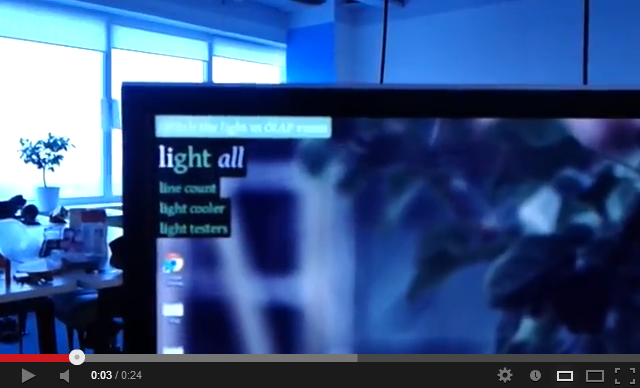 light all
line count
light cooler
light testers
0:03 / 0:24